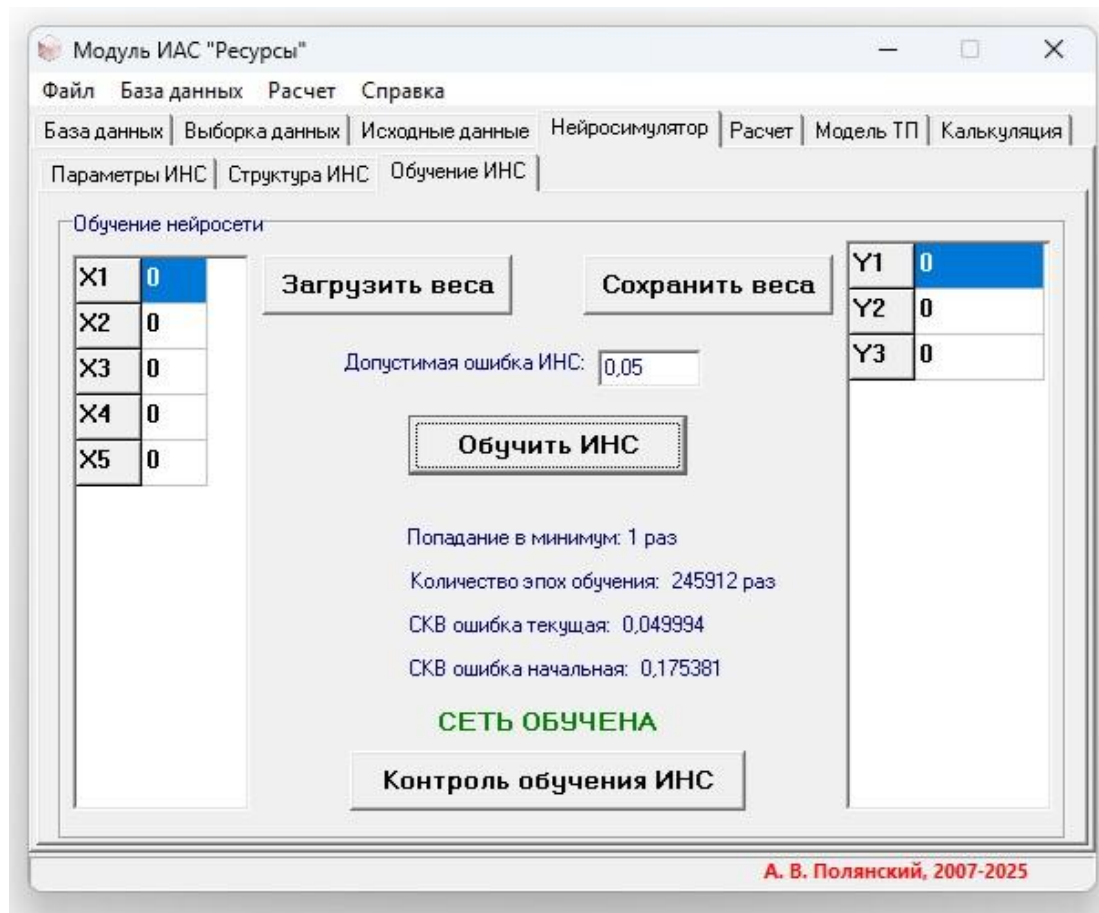 Модуль ИАС "Ресурсы"
Файл База данных Расчет Справка
База данных Выборка данных Исходные данные Нейросимулятор Расчет Модель ТП Калькуляция
Параметры ИНС Структура ИНС Обучение ИНС
Обучение нейросети
X1 0
X2 0
X3 0
X4 0
X5 0
Загрузить веса
Сохранить веса
Y1 0
Y2 0
Y3 0
Допустимая ошибка ИНС: 0,05
Обучить ИНС
Попадание в минимум: 1 раз
Количество эпох обучения: 245912 раз
СКВ ошибка текущая: 0,049994
СКВ ошибка начальная: 0,175381
СЕТЬ ОБУЧЕНА
Контроль обучения ИНС
А. В. Полянский, 2007-2025